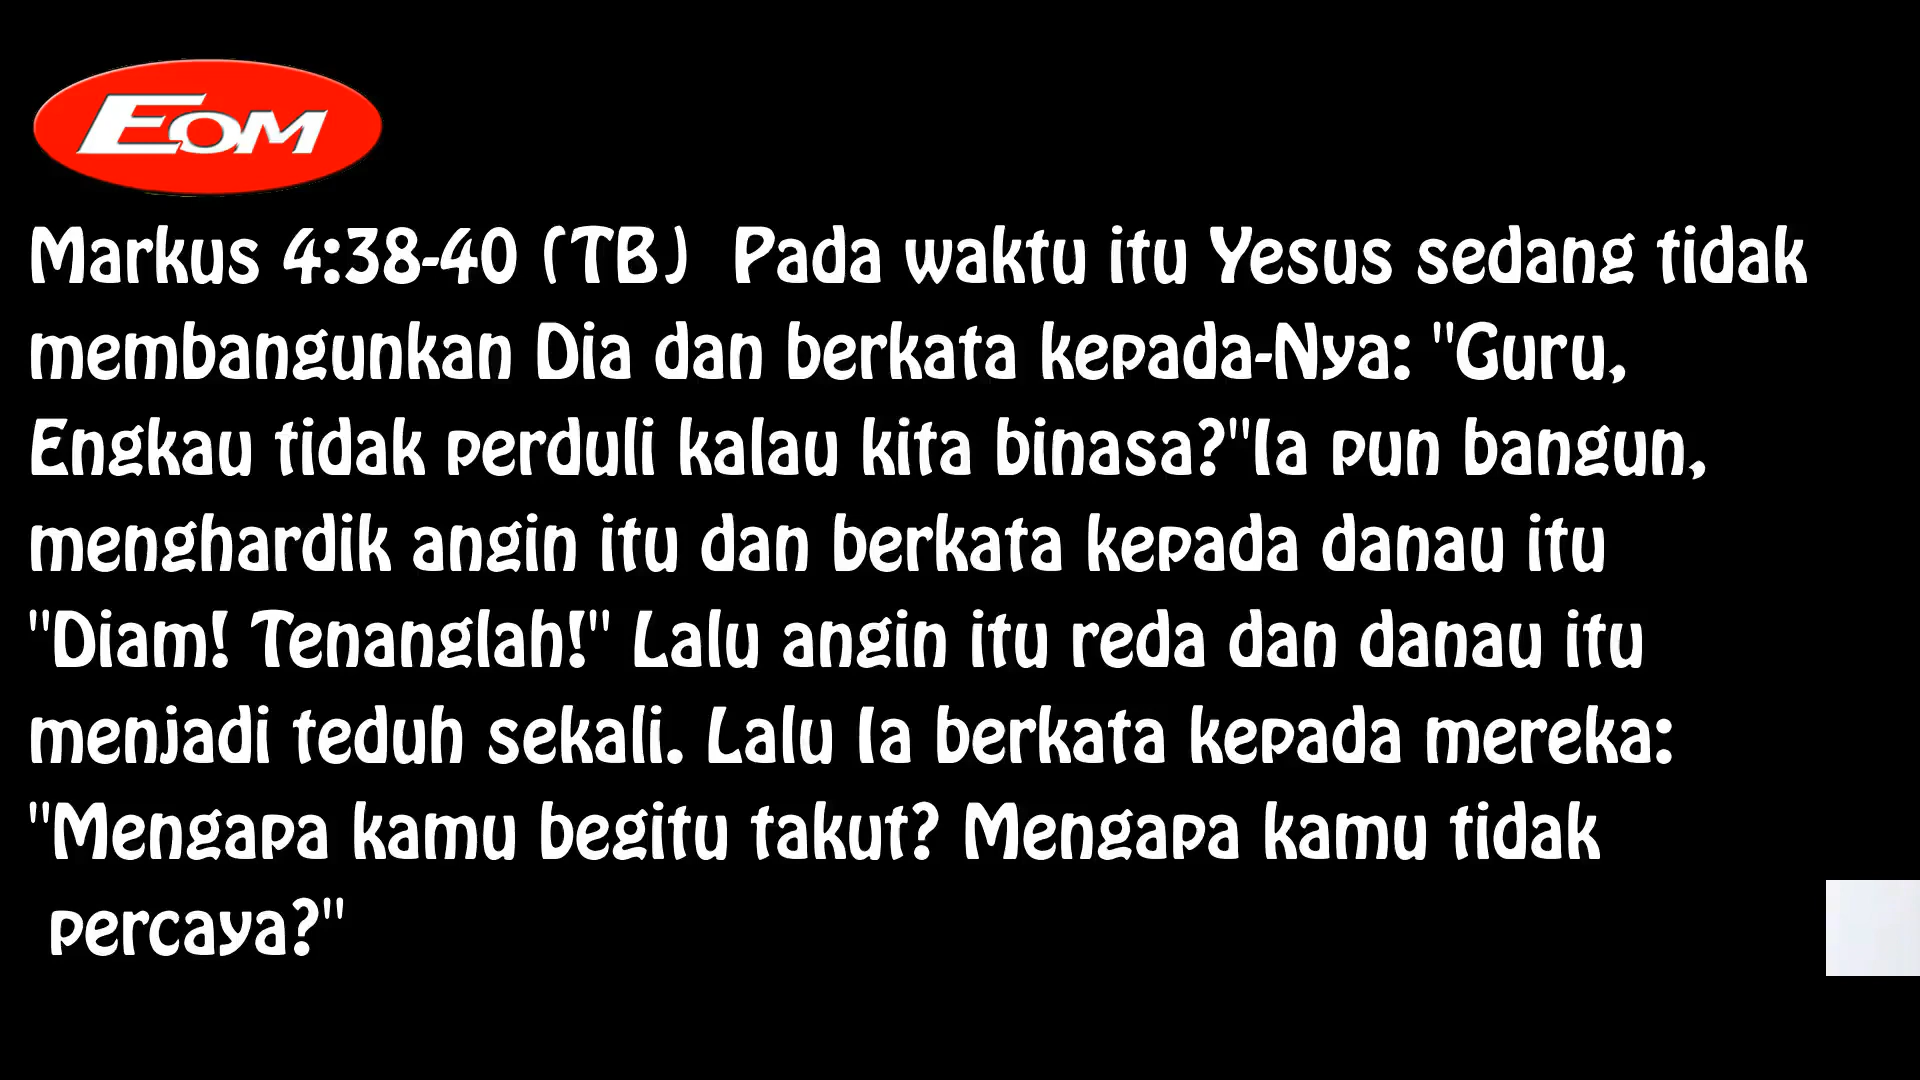 EOM
Markus 4:38-40 (TB)  Pada waktu itu Yesus sedang tidak
membangunkan Dia dan berkata kepada-Nya: "Guru,
Engkau tidak perduli kalau kita binasa?"Ia pun bangun,
menghardik angin itu dan berkata kepada danau itu
"Diam! Tenanglah!" Lalu angin itu reda dan danau itu
menjadi teduh sekali. Lalu Ia berkata kepada mereka:
"Mengapa kamu begitu takut? Mengapa kamu tidak
percaya?"